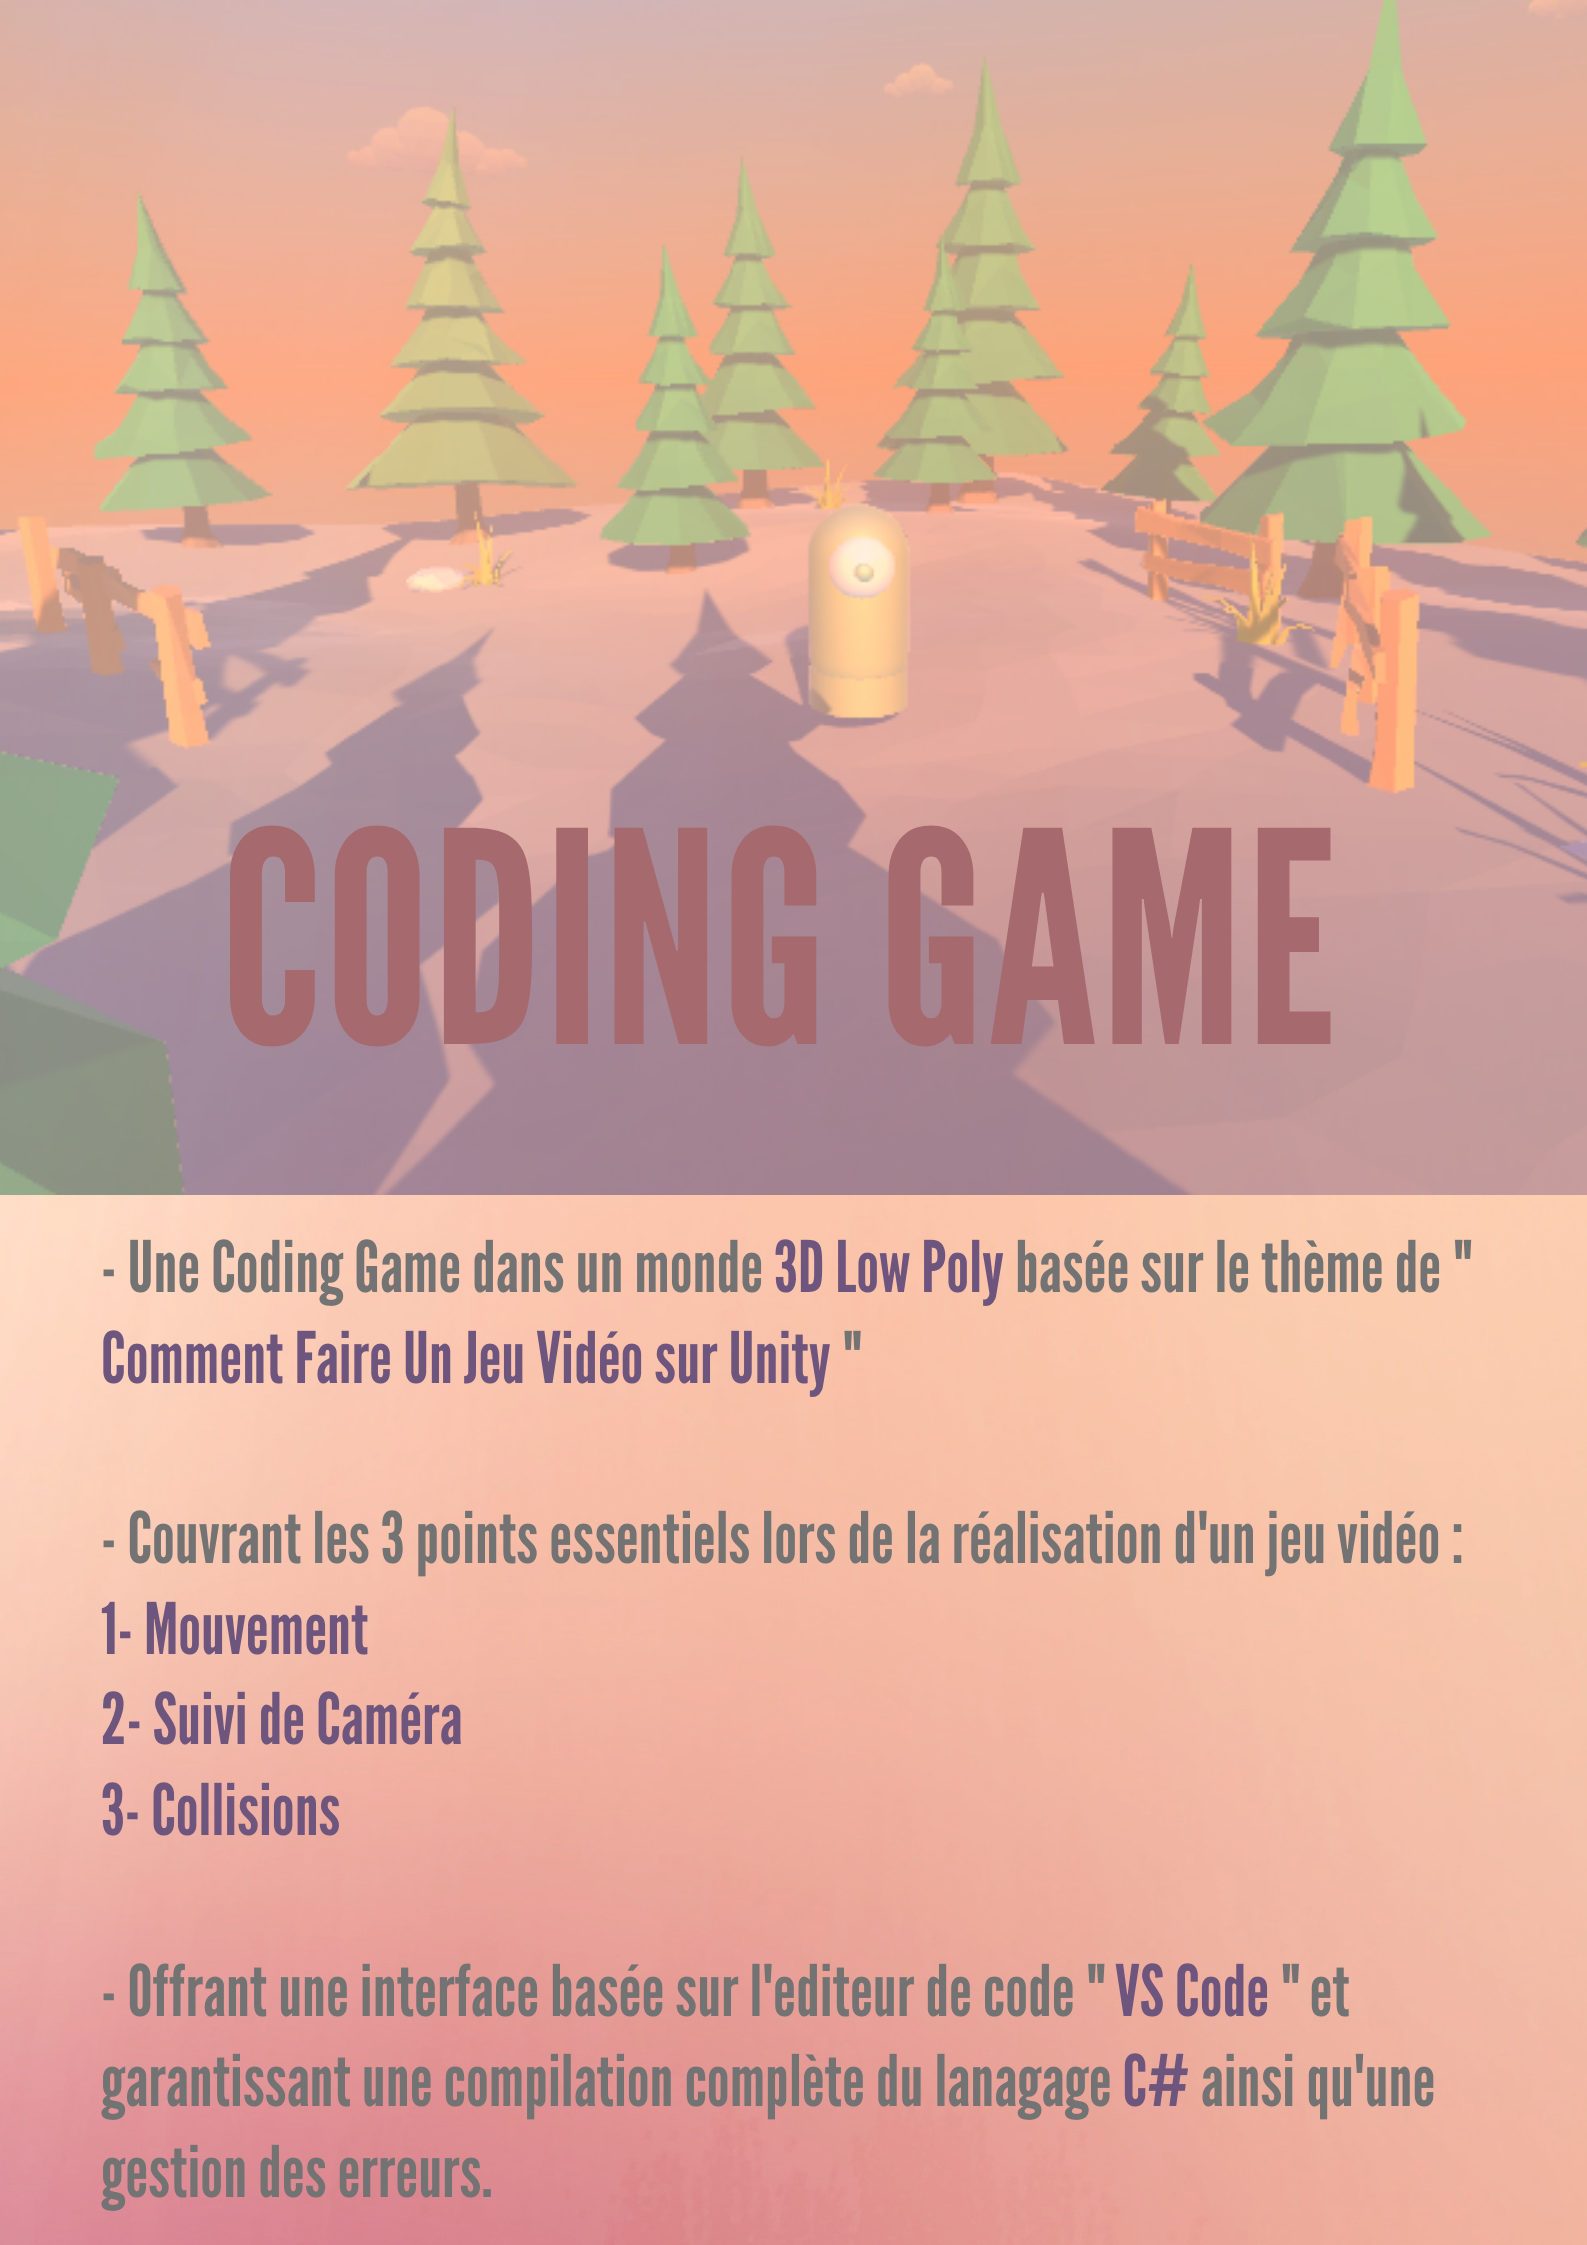 CODING GAME
- Une Coding Game dans un monde 3D Low Poly basée sur le thème de "
Comment Faire Un Jeu Vidéo sur Unity "
- Couvrant les 3 points essentiels lors de la réalisation d'un jeu vidéo :
1- Mouvement
2- Suivi de Caméra
3- Collisions
- Offrant une interface basée sur l'editeur de code " VS Code " et
garantissant une compilation complète du lanagage C# ainsi qu'une
gestion des erreurs.